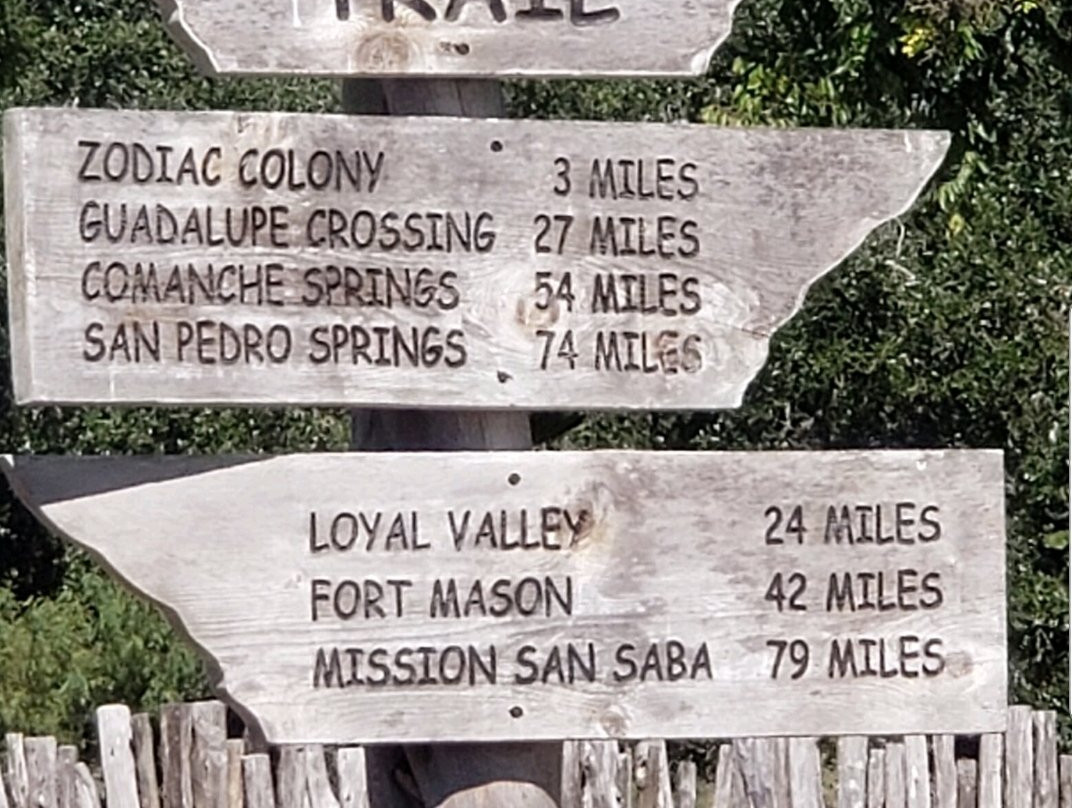 TRAIL
ZODIAC COLONY 3 MILES
GUADALUPE CROSSING 27 MILES
COMANCHE SPRINGS 54 MILES
SAN PEDRO SPRINGS 74 MILES
LOYAL VALLEY 24 MILES
FORT MASON 42 MILES
MISSION SAN SABA 79 MILES